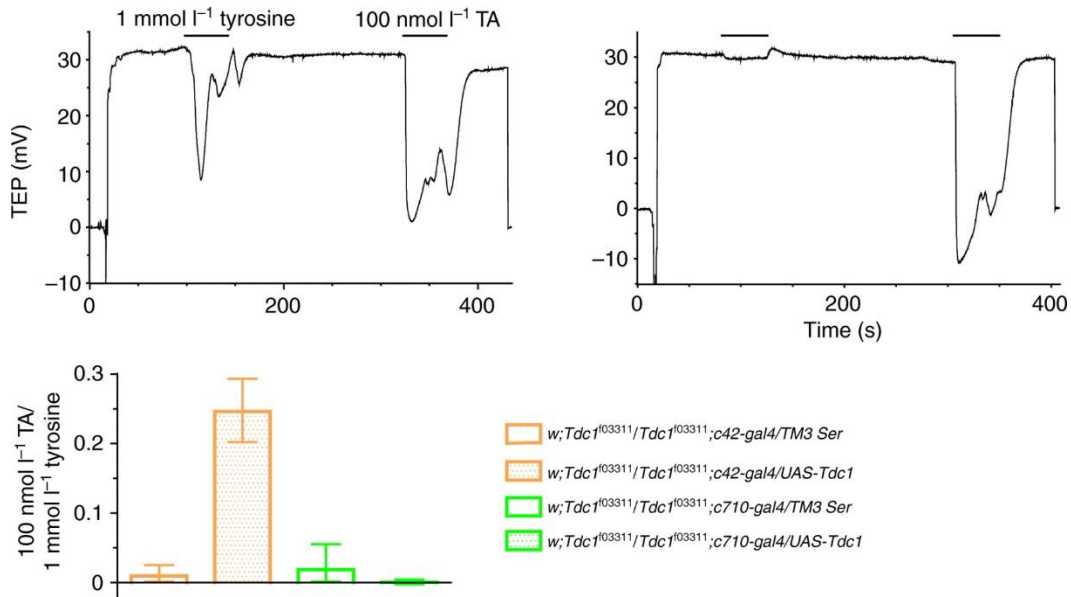 1 mmol l⁻¹ tyrosine
100 nmol l⁻¹ TA
TEP (mV)
30
20
10
0
−10
0
200
400
30
20
10
0
−10
0
200
400
Time (s)
100 nmol l⁻¹ TA/
1 mmol l⁻¹ tyrosine
0.3
0.2
0.1
0
w;Tdc1ᶠ⁰³³¹¹/Tdc1ᶠ⁰³³¹¹;c42-gal4/TM3 Ser
w;Tdc1ᶠ⁰³³¹¹/Tdc1ᶠ⁰³³¹¹;c42-gal4/UAS-Tdc1
w;Tdc1ᶠ⁰³³¹¹/Tdc1ᶠ⁰³³¹¹;c710-gal4/TM3 Ser
w;Tdc1ᶠ⁰³³¹¹/Tdc1ᶠ⁰³³¹¹;c710-gal4/UAS-Tdc1